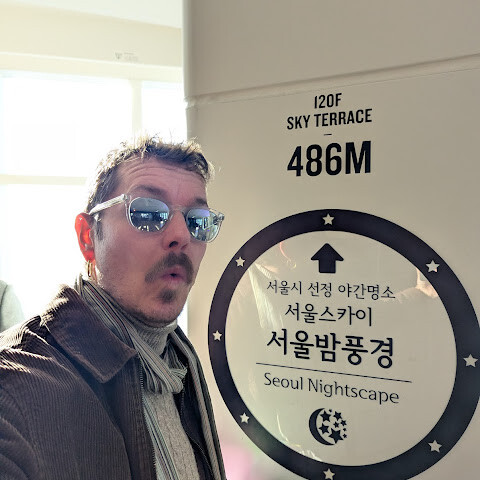 120F
SKY TERRACE
486M
서울시 선정 야간명소
서울스카이
서울밤풍경
Seoul Nightscape